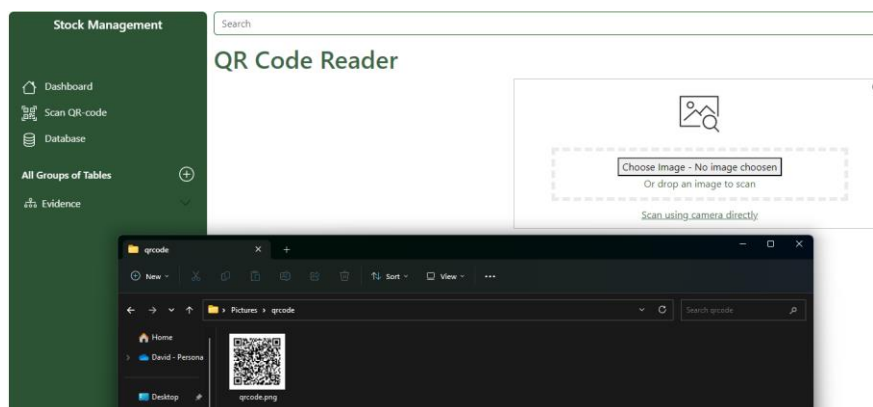 Stock Management
Search
QR Code Reader
Dashboard
Scan QR-code
Database
All Groups of Tables
Evidence
Choose Image - No image choosen
Or drop an image to scan
Scan using camera directly
qrcode
New
Sort
View
Pictures > qrcode
Search qrcode
Home
David - Persona
Desktop
qrcode.png